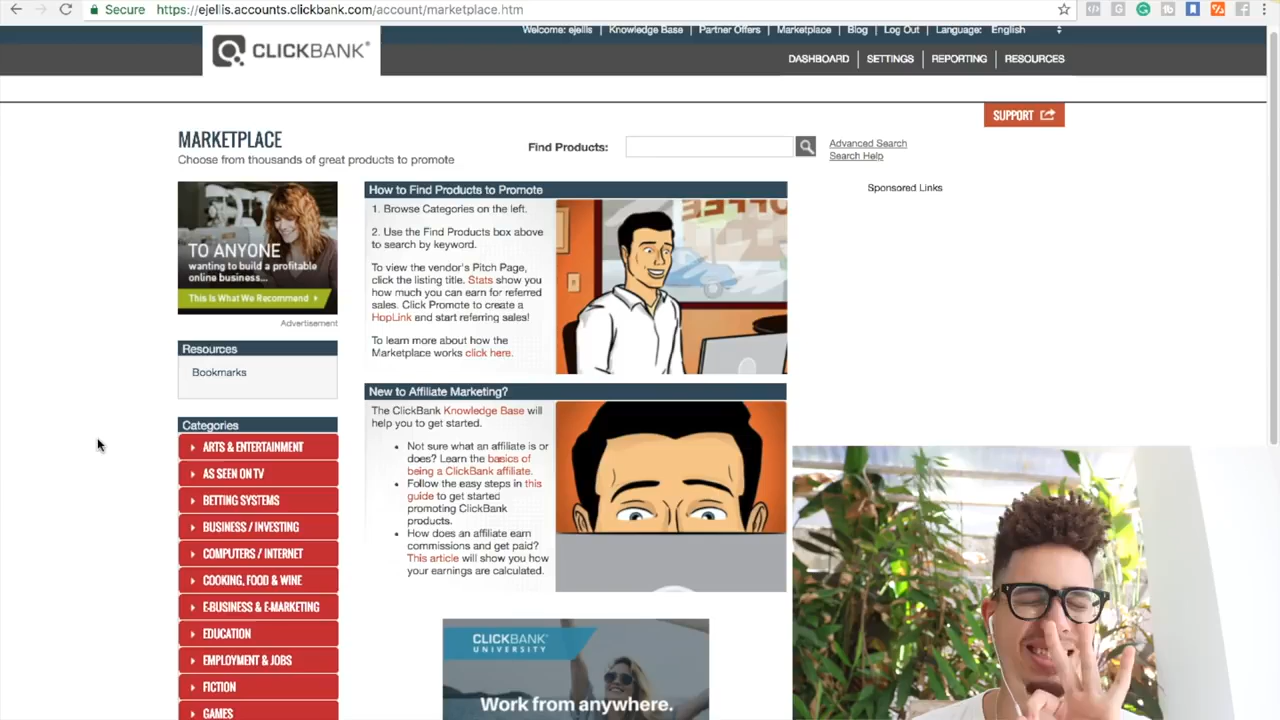 Secure
https://ejellis.accounts.clickbank.com/account/marketplace.htm
Welcome: ejellis | Knowledge Base | Partner Offers | Marketplace | Blog | Log Out | Language: English
CLICKBANK®
DASHBOARD | SETTINGS | REPORTING | RESOURCES
SUPPORT
MARKETPLACE
Choose from thousands of great products to promote
Find Products:
Advanced Search
Search Help
Sponsored Links
TO ANYONE
wanting to build a profitable
online business...
This Is What We Recommend
Advertisement
Resources
Bookmarks
Categories
ARTS & ENTERTAINMENT
AS SEEN ON TV
BETTING SYSTEMS
BUSINESS / INVESTING
COMPUTERS / INTERNET
COOKING, FOOD & WINE
E-BUSINESS & E-MARKETING
EDUCATION
EMPLOYMENT & JOBS
FICTION
GAMES
How to Find Products to Promote
1. Browse Categories on the left.
2. Use the Find Products box above
to search by keyword.
To view the vendor's Pitch Page,
click the listing title. Stats show you
how much you can earn for referred
sales. Click Promote to create a
HopLink and start referring sales!
To learn more about how the
Marketplace works click here.
New to Affiliate Marketing?
The ClickBank Knowledge Base will
help you to get started.
• Not sure what an affiliate is or
does? Learn the basics of
being a ClickBank affiliate.
• Follow the easy steps in this
guide to get started
promoting ClickBank
products.
• How does an affiliate earn
commissions and get paid?
This article will show you how
your earnings are calculated.
CLICKBANK
UNIVERSITY
Work from anywhere.